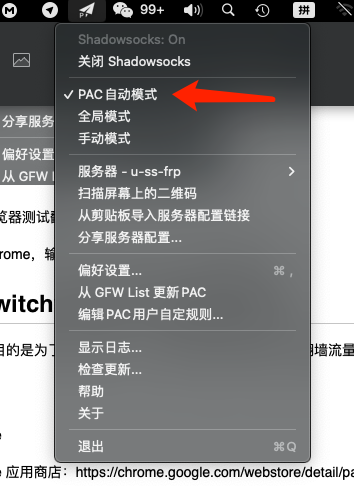 99+
拼
Shadowsocks: On
关闭 Shadowsocks
PAC 自动模式
全局模式
手动模式
服务器 - u-ss-frp
扫描屏幕上的二维码
从剪贴板导入服务器配置链接
分享服务器配置...
偏好设置... ⌘ ,
从 GFW List 更新 PAC
编辑 PAC 用户自定规则...
显示日志...
检查更新...
帮助
关于
退出 ⌘Q
分享服务
偏好设置
从 GFW
览器测试
rome，输
witch
目的是为了
翻墙流量
e 应用商店：https://chrome.google.com/webstore/detail/pa